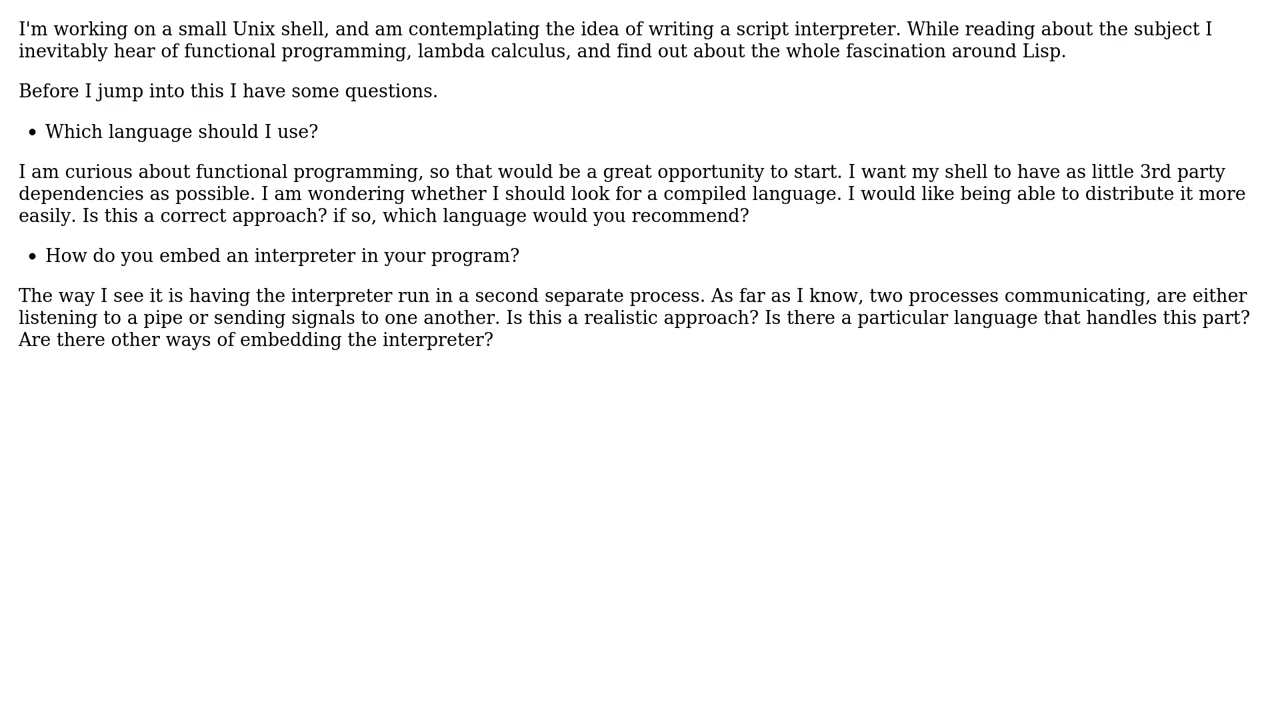 I'm working on a small Unix shell, and am contemplating the idea of writing a script interpreter. While reading about the subject I
inevitably hear of functional programming, lambda calculus, and find out about the whole fascination around Lisp.
Before I jump into this I have some questions.
• Which language should I use?
I am curious about functional programming, so that would be a great opportunity to start. I want my shell to have as little 3rd party
dependencies as possible. I am wondering whether I should look for a compiled language. I would like being able to distribute it more
easily. Is this a correct approach? if so, which language would you recommend?
• How do you embed an interpreter in your program?
The way I see it is having the interpreter run in a second separate process. As far as I know, two processes communicating, are either
listening to a pipe or sending signals to one another. Is this a realistic approach? Is there a particular language that handles this part?
Are there other ways of embedding the interpreter?